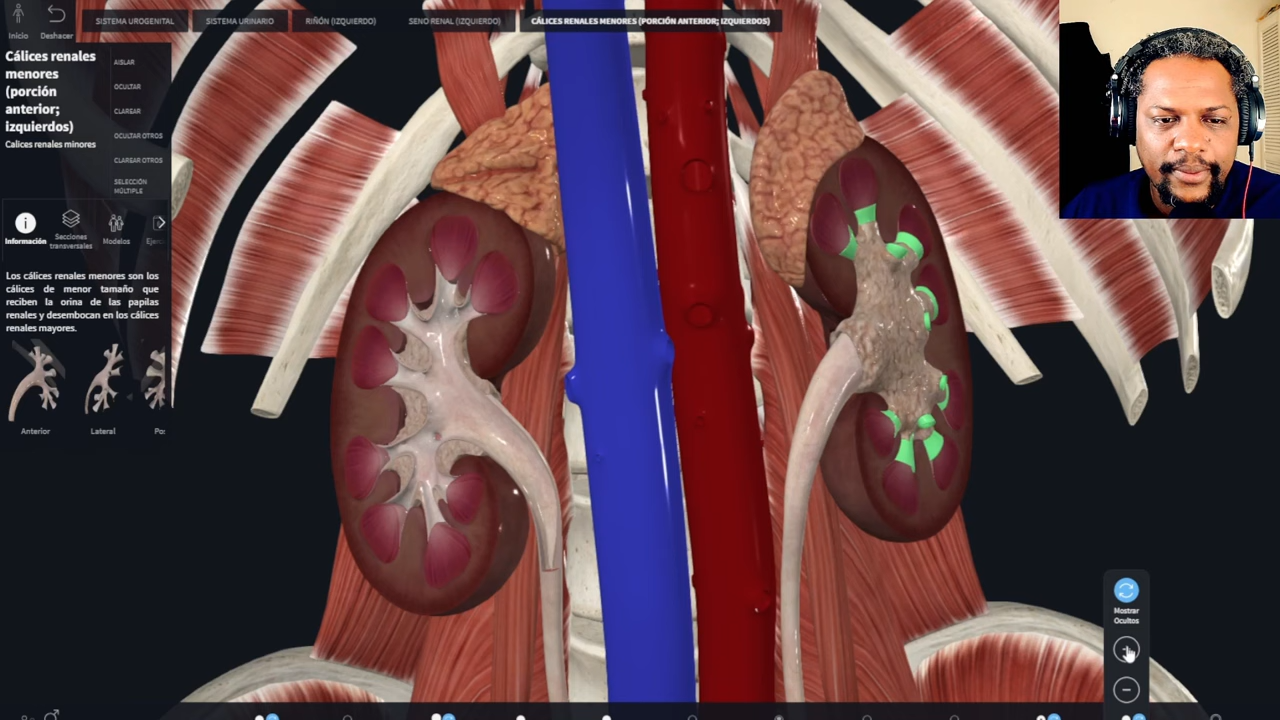 SISTEMA UROGENITAL
SISTEMA URINARIO
RIÑÓN (IZQUIERDO)
SENO RENAL (IZQUIERDO)
CÁLICES RENALES MENORES (PORCIÓN ANTERIOR; IZQUIERDOS)
Inicio
Deshacer
Cálices renales
menores
(porción
anterior;
izquierdos)
Calices renales minores
AISLAR
OCULTAR
CLAREAR
OCULTAR OTROS
CLAREAR OTROS
SELECCIÓN
MÚLTIPLE
Información
Secciones
transversales
Modelos
Los cálices renales menores son los
cálices de menor tamaño que
reciben la orina de las papilas
renales y desembocan en los cálices
renales mayores.
Anterior
Lateral
Mostrar
Ocultos